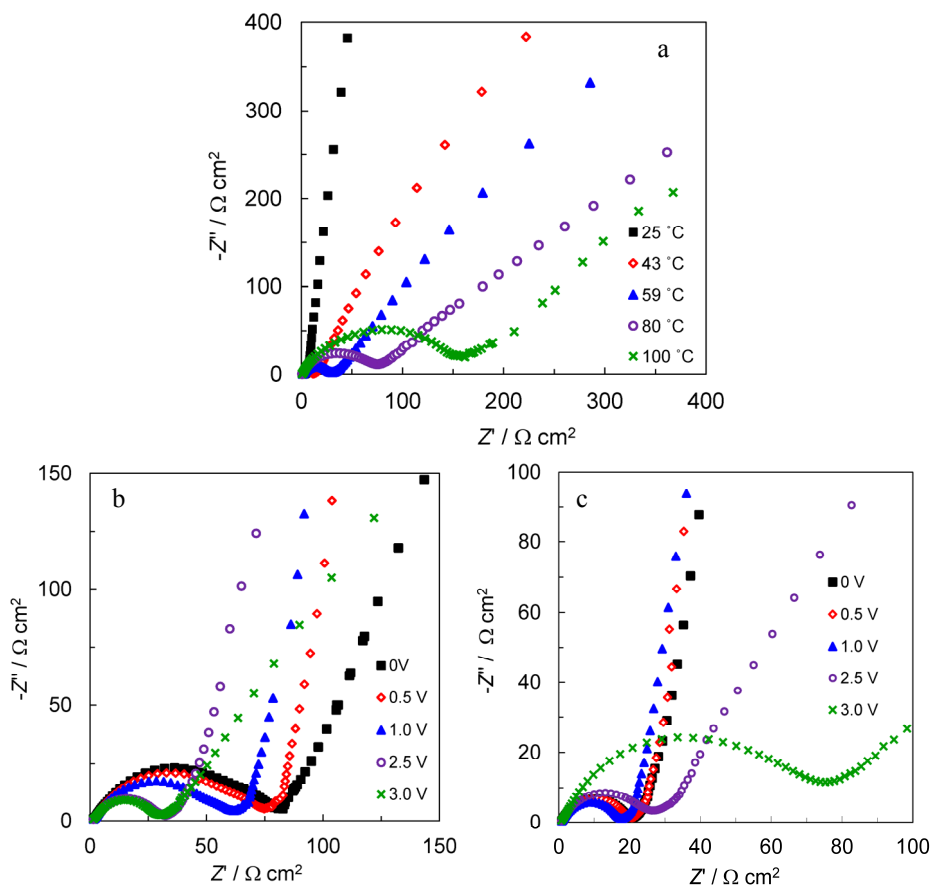 400
a
300
200
100
0
-Z" / Ω cm²
25 ˚C
43 ˚C
59 ˚C
80 ˚C
100 ˚C
0 100 200 300 400
Z' / Ω cm²
150
b
100
50
0
-Z" / Ω cm²
0V
0.5 V
1.0 V
2.5 V
3.0 V
0 50 100 150
Z' / Ω cm²
100
c
80
60
40
20
0
-Z" / Ω cm²
0 V
0.5 V
1.0 V
2.5 V
3.0 V
0 20 40 60 80 100
Z' / Ω cm²